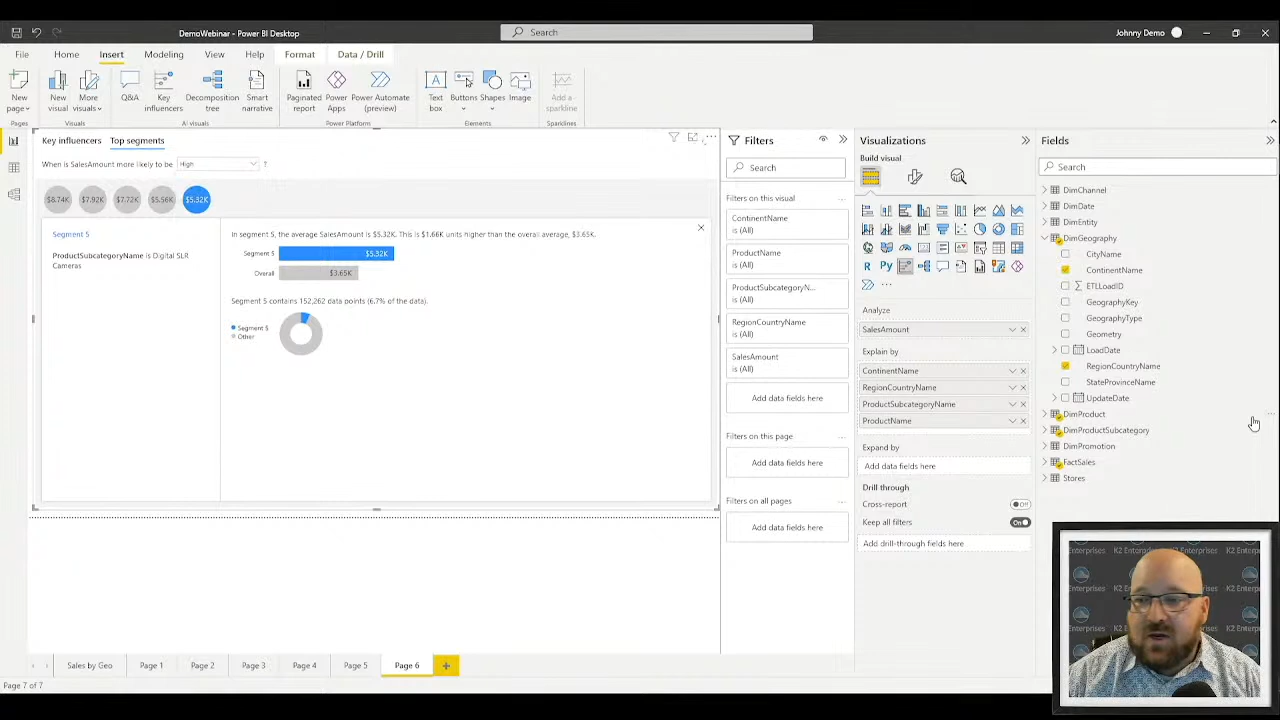 DemoWebinar - Power BI Desktop
Search
Johnny Demo
File
Home
Insert
Modeling
View
Help
Format
Data / Drill
New page
New visual
More visuals
Q&A
Key influencers
Decomposition tree
Smart narrative
Paginated report
Power Apps
Power Automate (preview)
Text box
Buttons
Shapes
Image
Add a sparkline
Pages
Visuals
AI visuals
Power Platform
Elements
Sparklines
Key influencers
Top segments
When is SalesAmount more likely to be
High
?
$8.74K
$7.92K
$7.72K
$5.56K
$5.32K
Segment 5
ProductSubcategoryName is Digital SLR
Cameras
In segment 5, the average SalesAmount is $5.32K. This is $1.66K units higher than the overall average, $3.65K.
Segment 5
$5.32K
Overall
$3.65K
Segment 5 contains 152,262 data points (6.7% of the data).
Segment 5
Other
Filters
Search
Filters on this visual
ContinentName
is (All)
ProductName
is (All)
ProductSubcategoryN...
is (All)
RegionCountryName
is (All)
SalesAmount
is (All)
Add data fields here
Filters on this page
Add data fields here
Filters on all pages
Add data fields here
Visualizations
Build visual
R
Py
Analyze
SalesAmount
Explain by
ContinentName
RegionCountryName
ProductSubcategoryName
ProductName
Expand by
Add data fields here
Drill through
Cross-report
Off
Keep all filters
On
Add drill-through fields here
Fields
Search
DimChannel
DimDate
DimEntity
DimGeography
CityName
ContinentName
ETLLoadID
GeographyKey
GeographyType
Geometry
LoadDate
RegionCountryName
StateProvinceName
UpdateDate
DimProduct
DimProductSubcategory
DimPromotion
FactSales
Stores
K2 Enterprises
Sales by Geo
Page 1
Page 2
Page 3
Page 4
Page 5
Page 6
Page 7 of 7